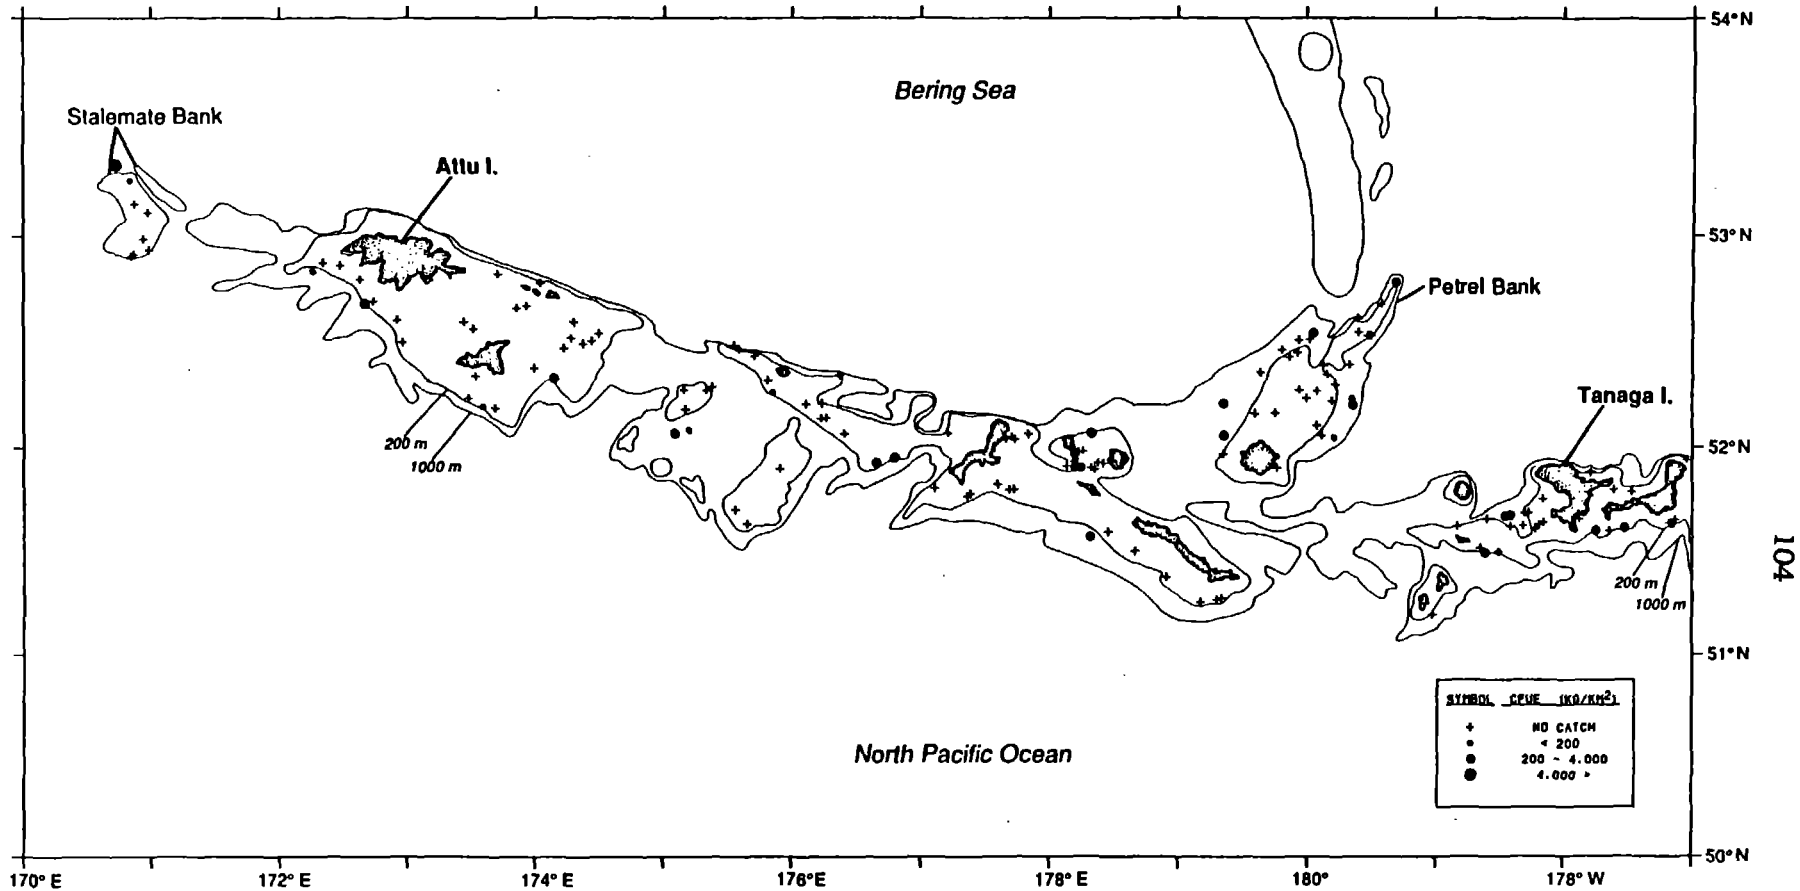 54°N
Bering Sea
Stalemate Bank
Attu I.
53°N
Petrel Bank
Tanaga I.
52°N
200 m
1000 m
200 m
1000 m
104
51°N
SYMBOL CPUE (KG/KM²)
+ NO CATCH
< 200
200 - 4.000
4.000 >
North Pacific Ocean
50°N
170° E 172° E 174° E 176° E 178° E 180° 178° W